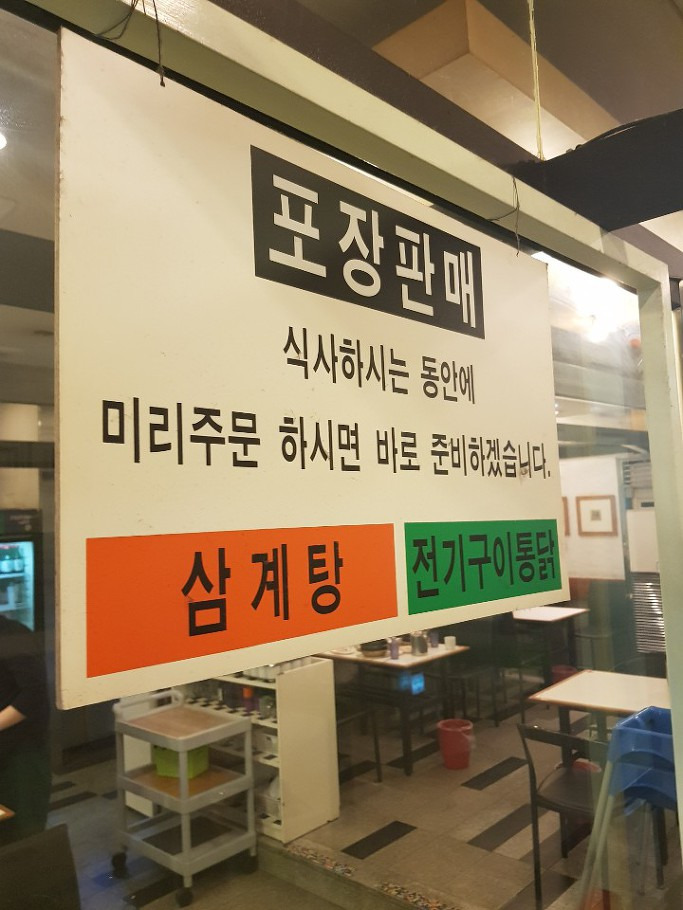 포장판매
식사하시는 동안에
미리주문 하시면 바로 준비하겠습니다.
삼계탕
전기구이통닭